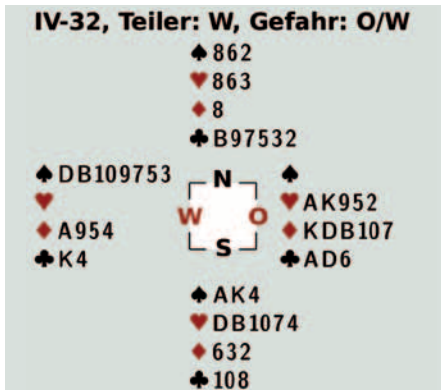 IV-32, Teiler: W, Gefahr: O/W
♠ 862
♥ 863
♦ 8
♣ B97532
♠ DB109753
♥
♦ A954
♣ K4
N
W O
S
♠
♥ AK952
♦ KDB107
♣ AD6
♠ AK4
♥ DB1074
♦ 632
♣ 108